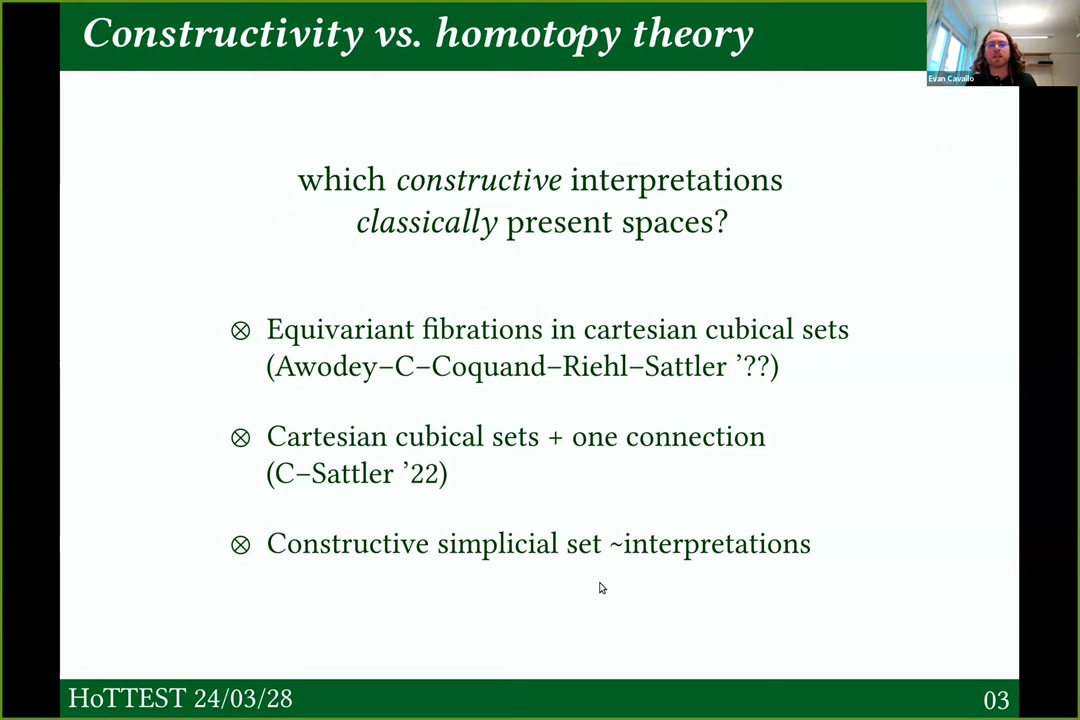 Constructivity vs. homotopy theory
Evan Cavallo
which constructive interpretations
classically present spaces?
⊗ Equivariant fibrations in cartesian cubical sets
(Awodey–C–Coquand–Riehl–Sattler ’??)
⊗ Cartesian cubical sets + one connection
(C–Sattler ’22)
⊗ Constructive simplicial set ~interpretations
HoTTEST 24/03/28
03